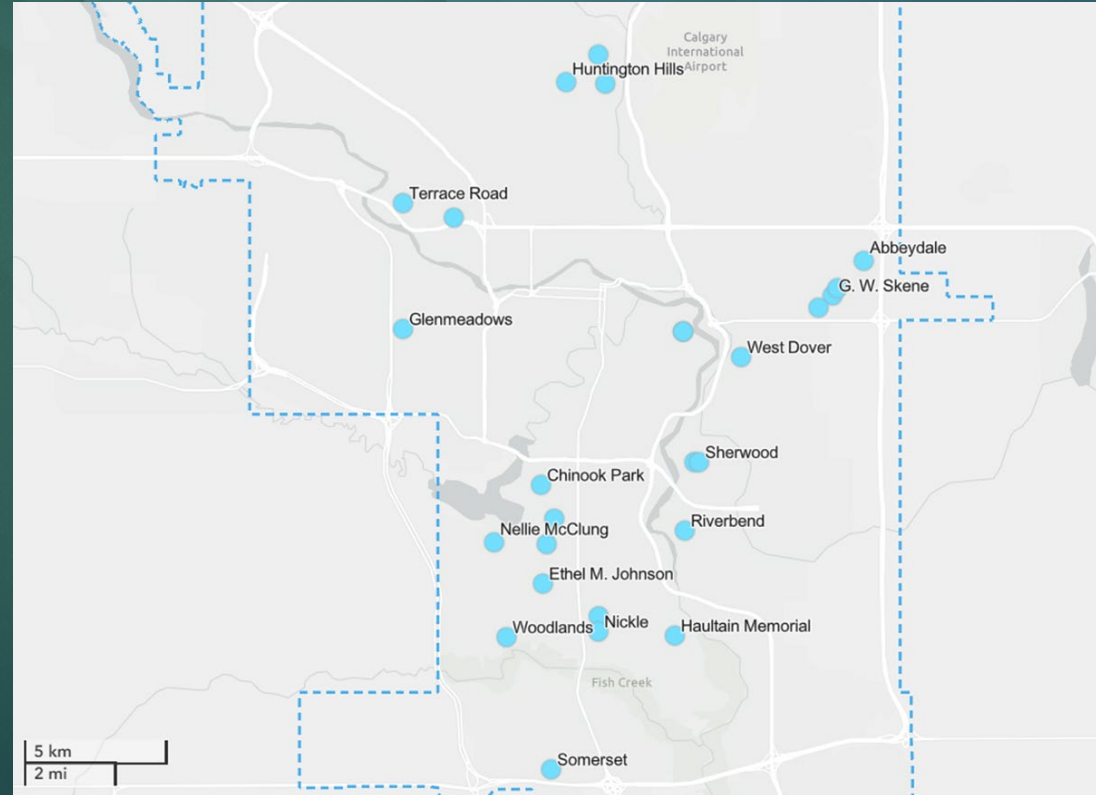 Calgary
International
Airport
Huntington Hills
Terrace Road
Abbeydale
G. W. Skene
Glenmeadows
West Dover
Sherwood
Chinook Park
Riverbend
Nellie McClung
Ethel M. Johnson
Nickle
Woodlands
Haultain Memorial
Fish Creek
Somerset
5 km
2 mi